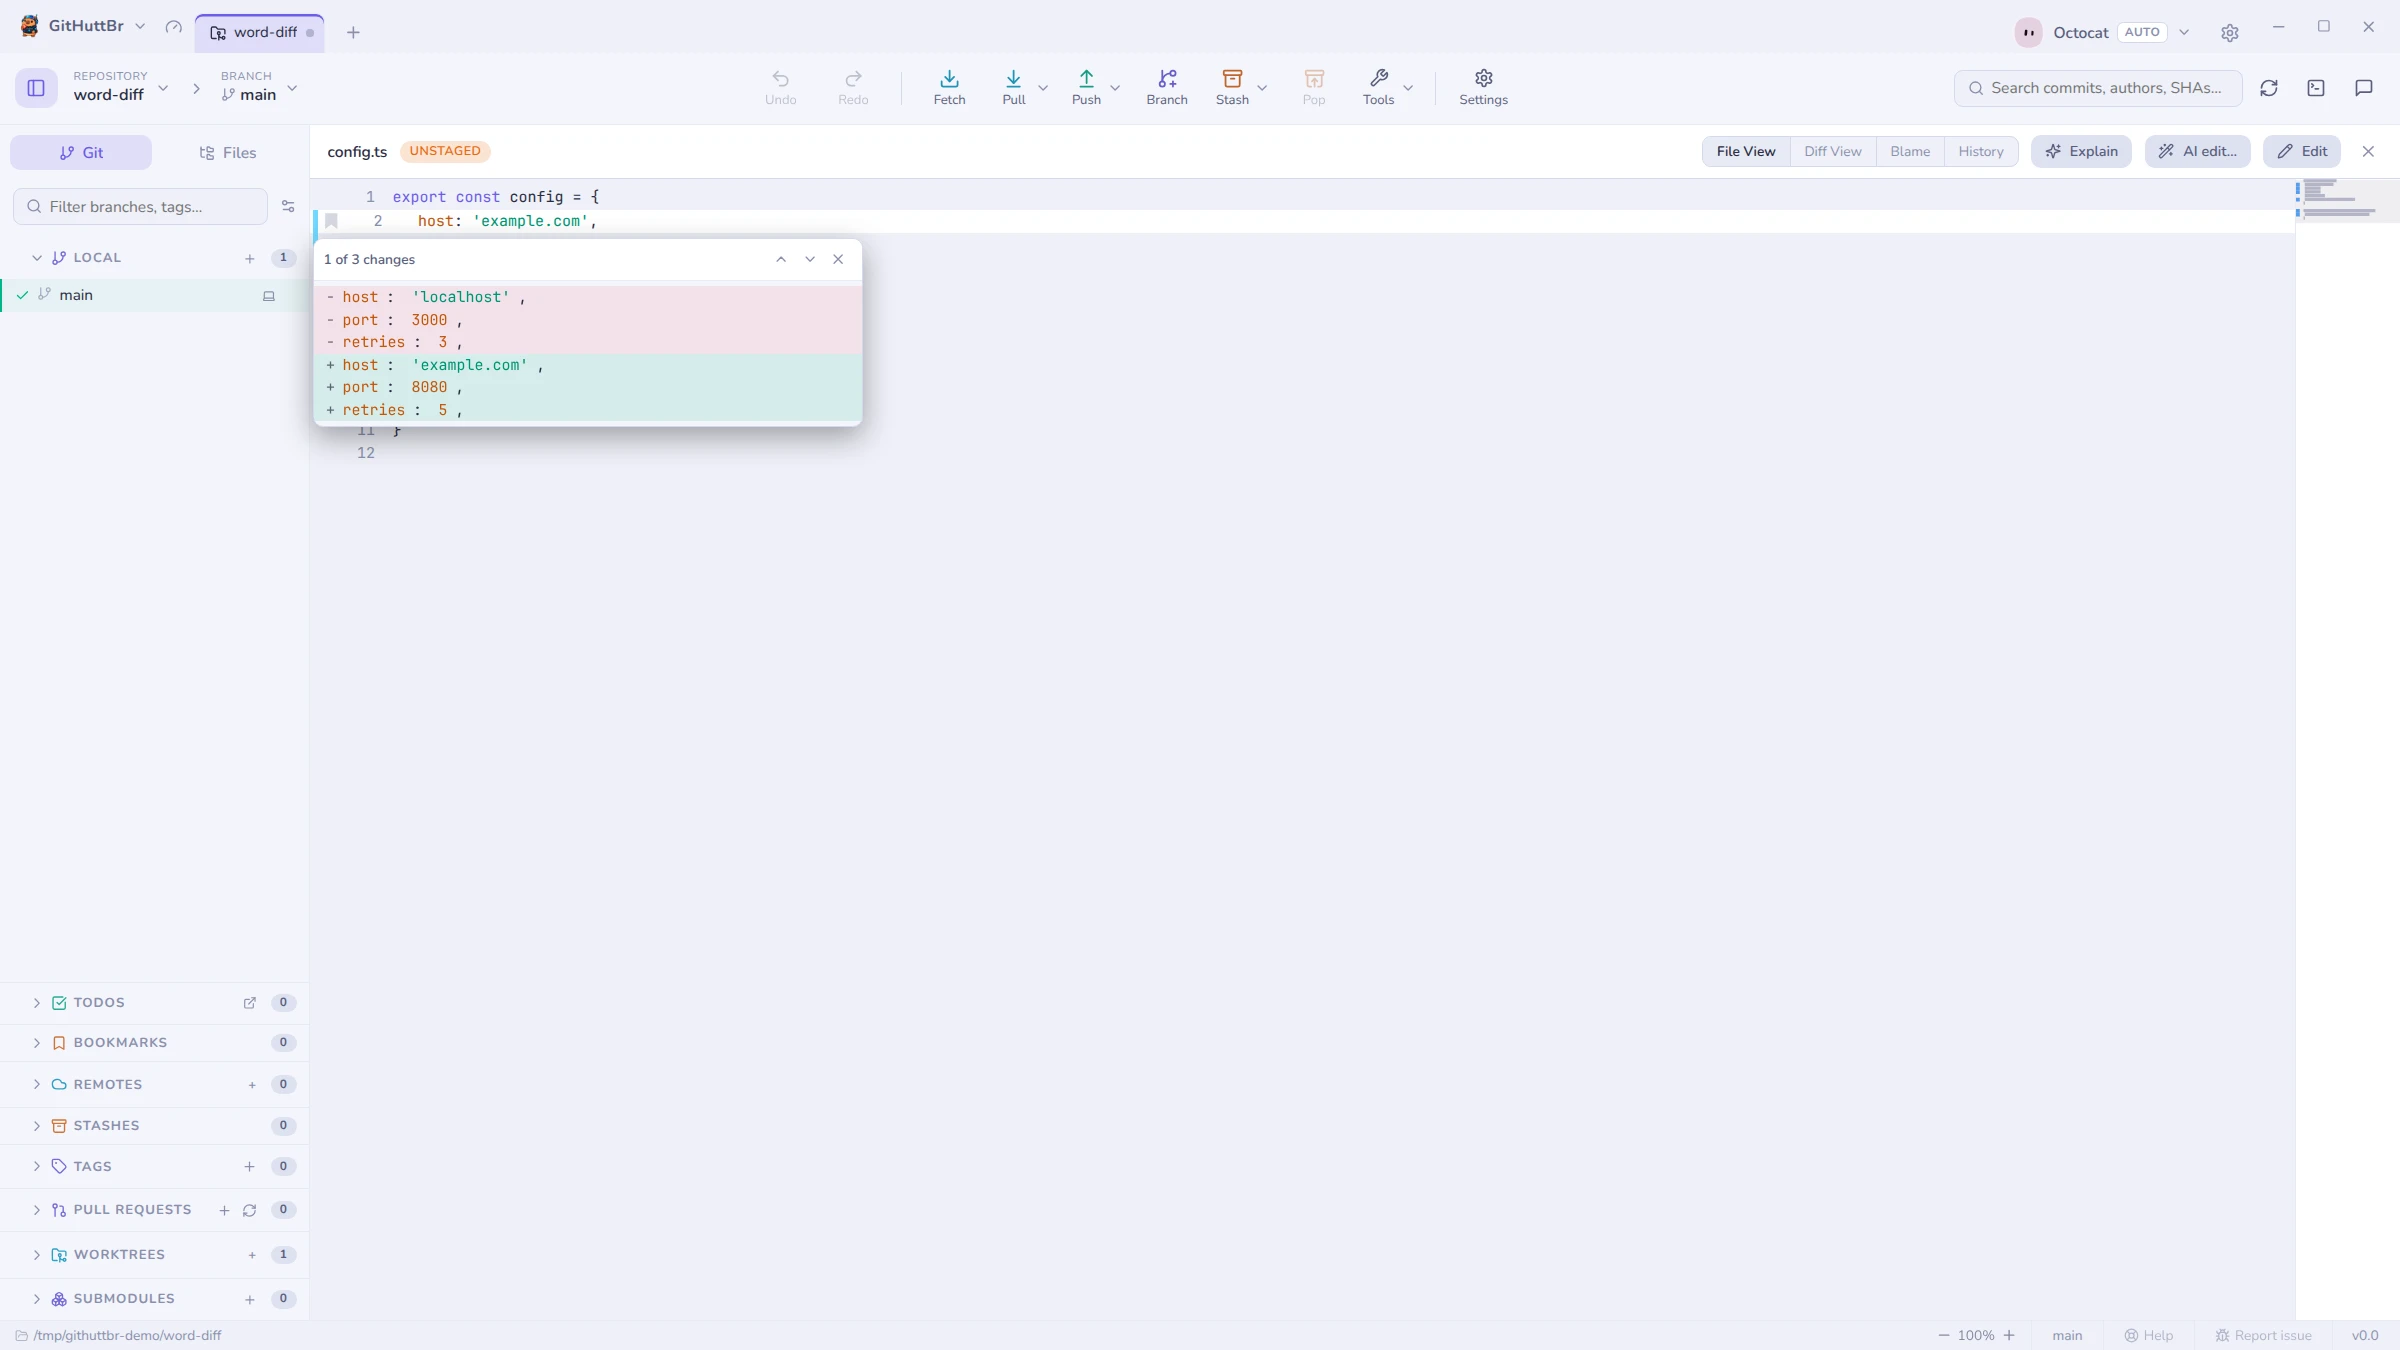 GitHuttBr
word-diff
Octocat AUTO
REPOSITORY
word-diff
BRANCH
main
Undo
Redo
Fetch
Pull
Push
Branch
Stash
Pop
Tools
Settings
Search commits, authors, SHAs...
Git
Files
config.ts UNSTAGED
File View
Diff View
Blame
History
Explain
AI edit...
Edit
Filter branches, tags...
LOCAL 1
main
1 export const config = {
2 host: 'example.com',
1 of 3 changes
- host : 'localhost' ,
- port : 3000 ,
- retries : 3 ,
+ host : 'example.com' ,
+ port : 8080 ,
+ retries : 5 ,
11 }
12
TODOS 0
BOOKMARKS 0
REMOTES 0
STASHES 0
TAGS 0
PULL REQUESTS 0
WORKTREES 1
SUBMODULES 0
/tmp/githuttbr-demo/word-diff
100%
main
Help
Report issue
v0.0